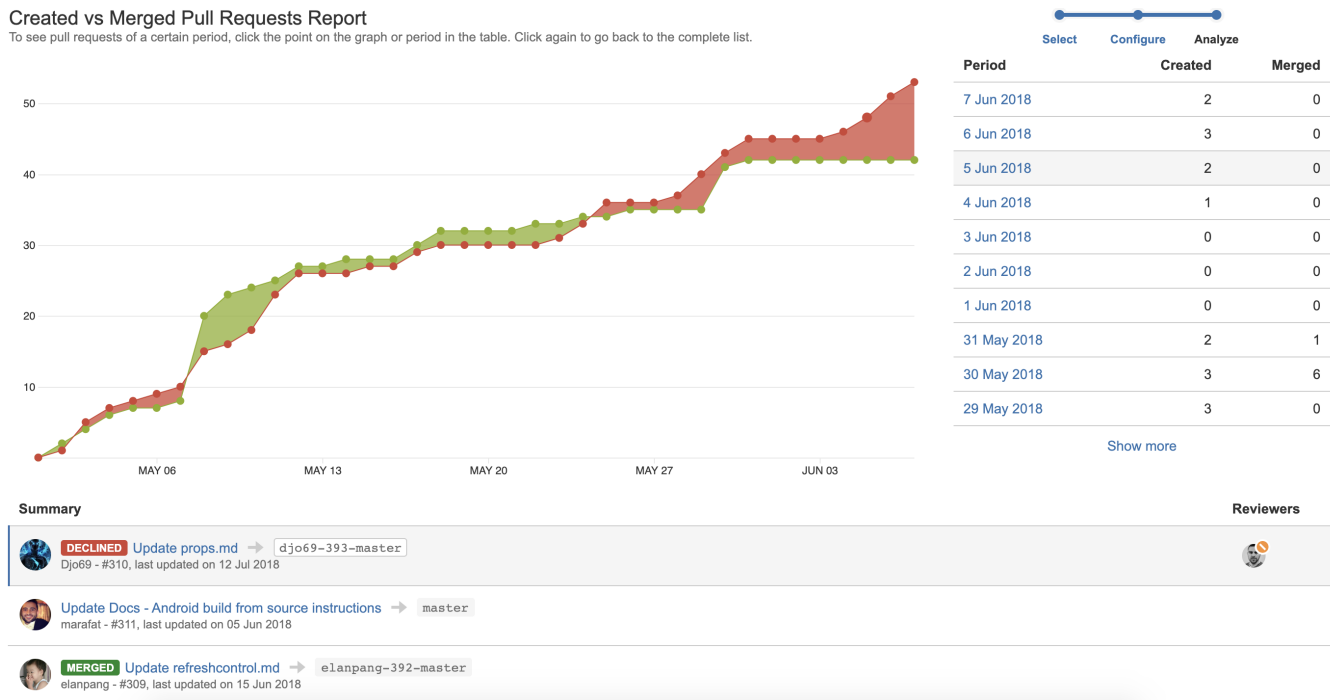 Created vs Merged Pull Requests Report
To see pull requests of a certain period, click the point on the graph or period in the table. Click again to go back to the complete list.
Select Configure Analyze
Period Created Merged
7 Jun 2018 2 0
6 Jun 2018 3 0
5 Jun 2018 2 0
4 Jun 2018 1 0
3 Jun 2018 0 0
2 Jun 2018 0 0
1 Jun 2018 0 0
31 May 2018 2 1
30 May 2018 3 6
29 May 2018 3 0
Show more
50
40
30
20
10
MAY 06 MAY 13 MAY 20 MAY 27 JUN 03
Summary Reviewers
DECLINED Update props.md djo69-393-master
Djo69 - #310, last updated on 12 Jul 2018
Update Docs - Android build from source instructions master
marafat - #311, last updated on 05 Jun 2018
MERGED Update refreshcontrol.md elanpang-392-master
elanpang - #309, last updated on 15 Jun 2018